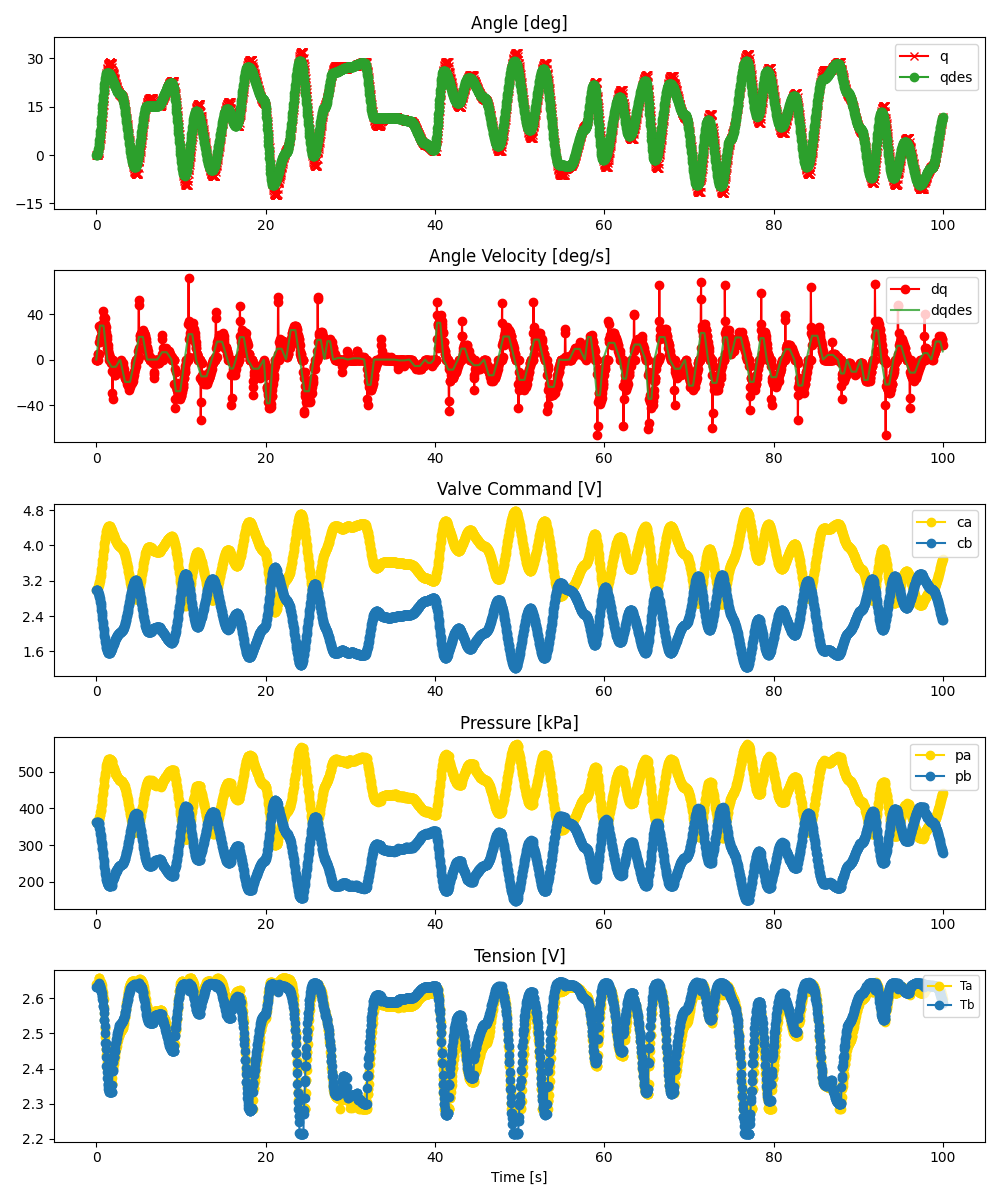 Angle [deg]
30
15
0
−15
q
qdes
0 20 40 60 80 100
Angle Velocity [deg/s]
40
0
−40
dq
dqdes
0 20 40 60 80 100
Valve Command [V]
4.8
4.0
3.2
2.4
1.6
ca
cb
0 20 40 60 80 100
Pressure [kPa]
500
400
300
200
pa
pb
0 20 40 60 80 100
Tension [V]
2.6
2.5
2.4
2.3
2.2
Ta
Tb
0 20 40 60 80 100
Time [s]